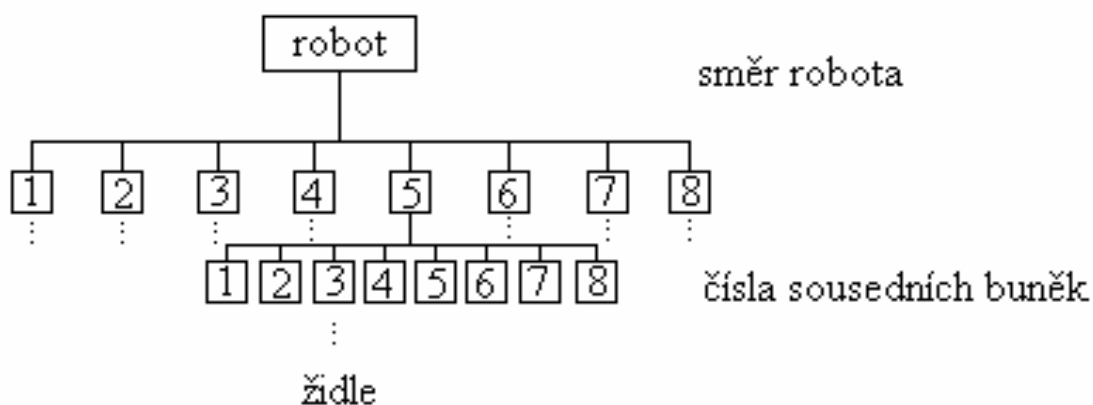 robot
směr robota
1 2 3 4 5 6 7 8
1 2 3 4 5 6 7 8
čísla sousedních buněk
židle